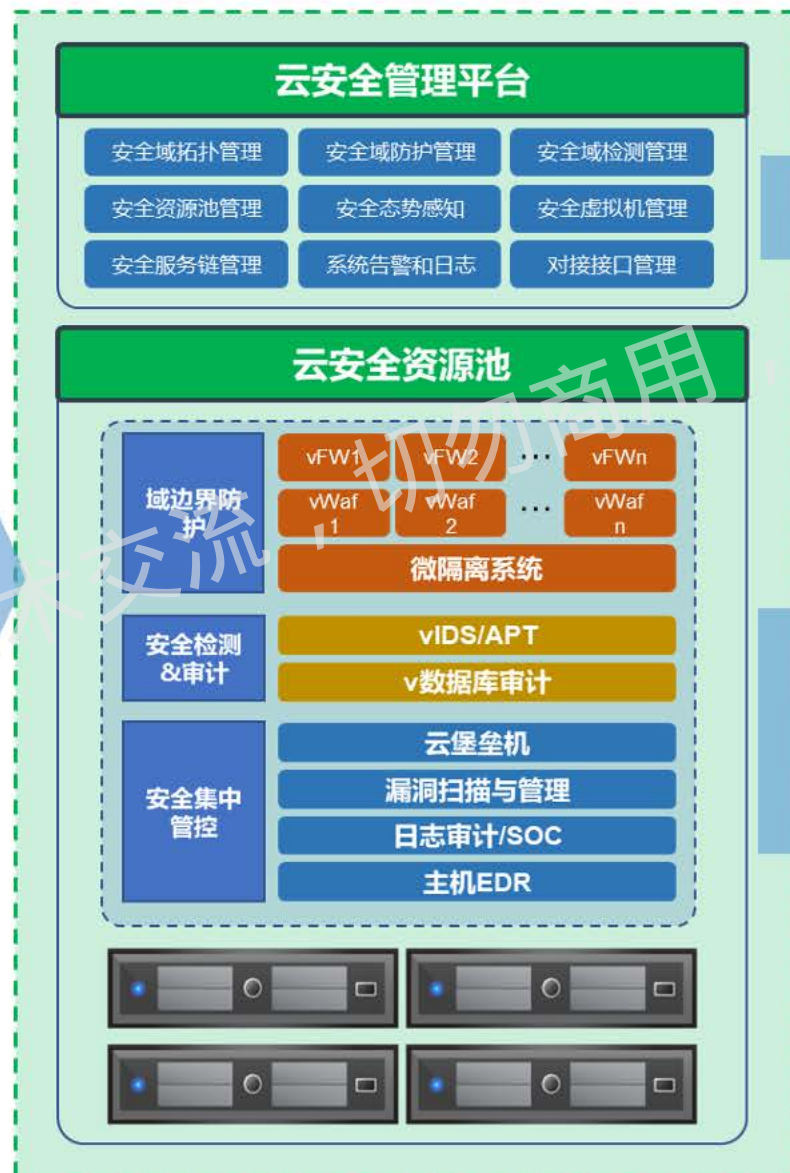 云安全管理平台
安全域拓扑管理 安全域防护管理 安全域检测管理
安全资源池管理 安全态势感知 安全虚拟机管理
安全服务链管理 系统告警和日志 对接接口管理
云安全资源池
域边界防
护
vFW1 vFW2 ... vFWn
vWaf
1
vWaf
2
...
vWaf
n
微隔离系统
安全检测
&审计
vIDS/APT
v数据库审计
安全集中
管控
云堡垒机
漏洞扫描与管理
日志审计/SOC
主机EDR
术交流，切勿商用，